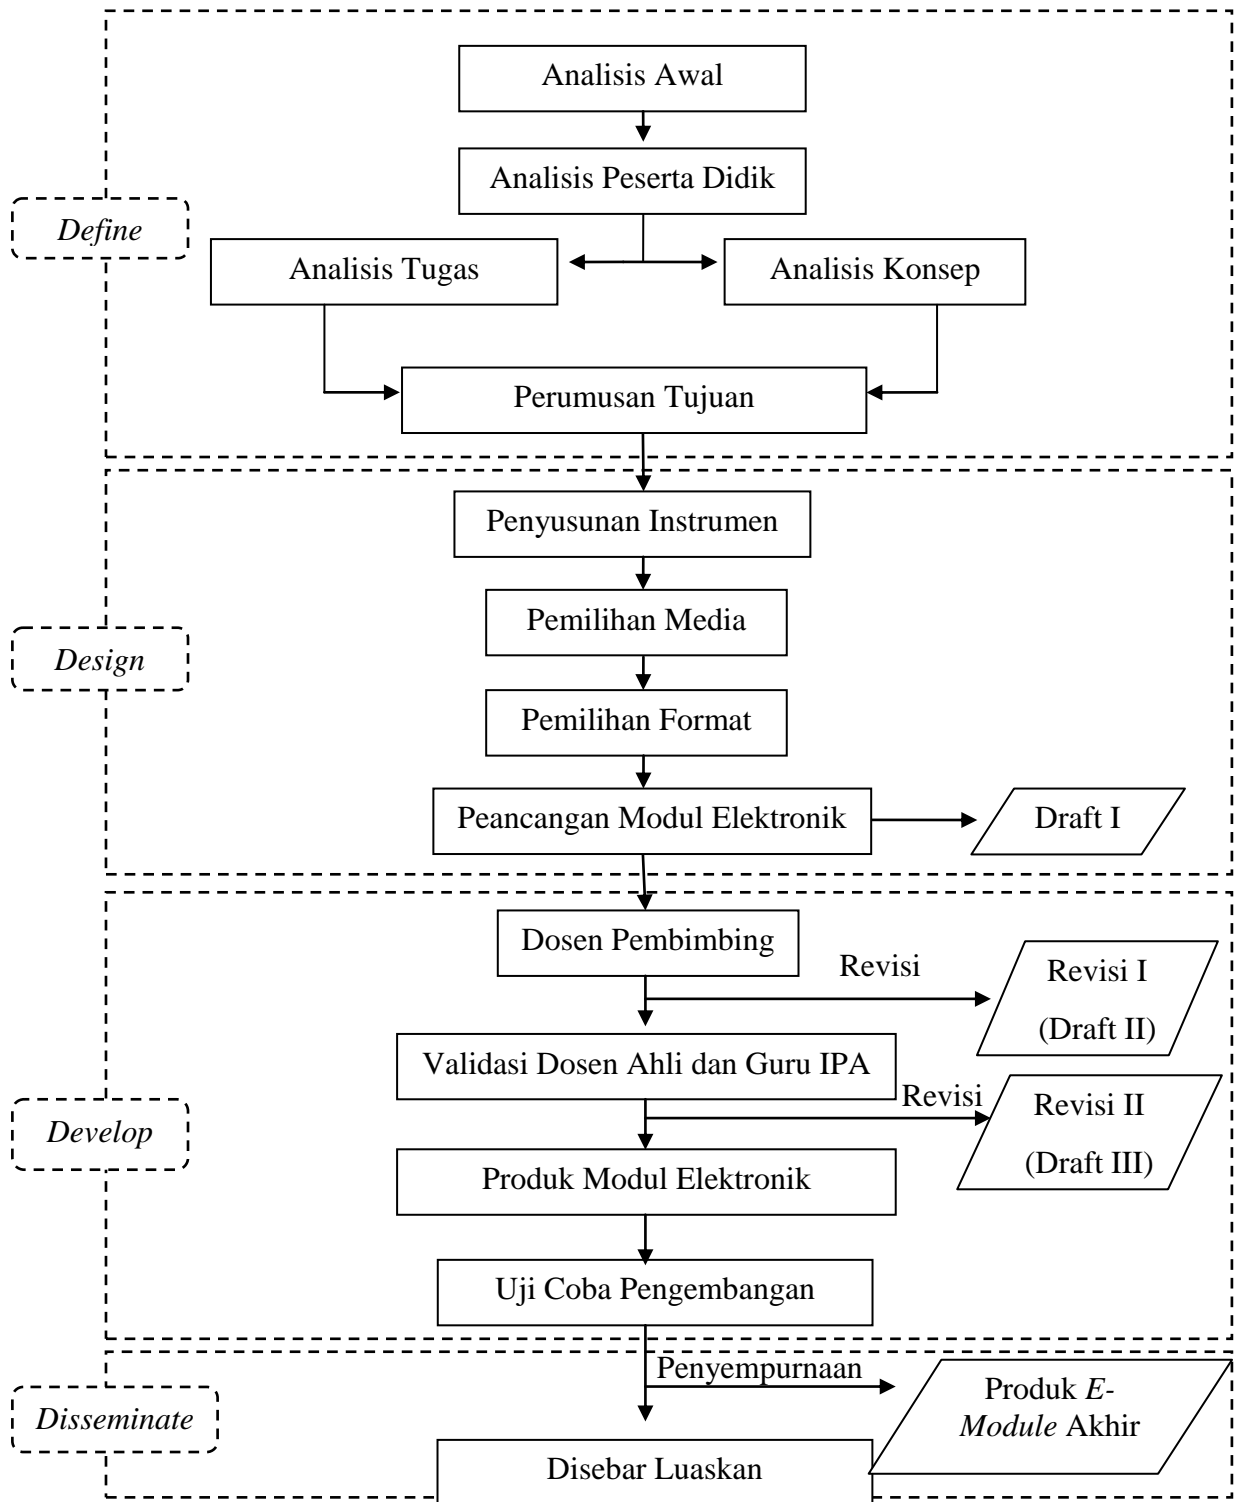 Analisis Awal
Analisis Peserta Didik
Define
Analisis Tugas
Analisis Konsep
Perumusan Tujuan
Penyusunan Instrumen
Pemilihan Media
Design
Pemilihan Format
Peancangan Modul Elektronik
Draft I
Dosen Pembimbing
Revisi
Revisi I
(Draft II)
Validasi Dosen Ahli dan Guru IPA
Revisi
Revisi II
(Draft III)
Develop
Produk Modul Elektronik
Uji Coba Pengembangan
Penyempurnaan
Produk E-
Module Akhir
Disseminate
Disebar Luaskan